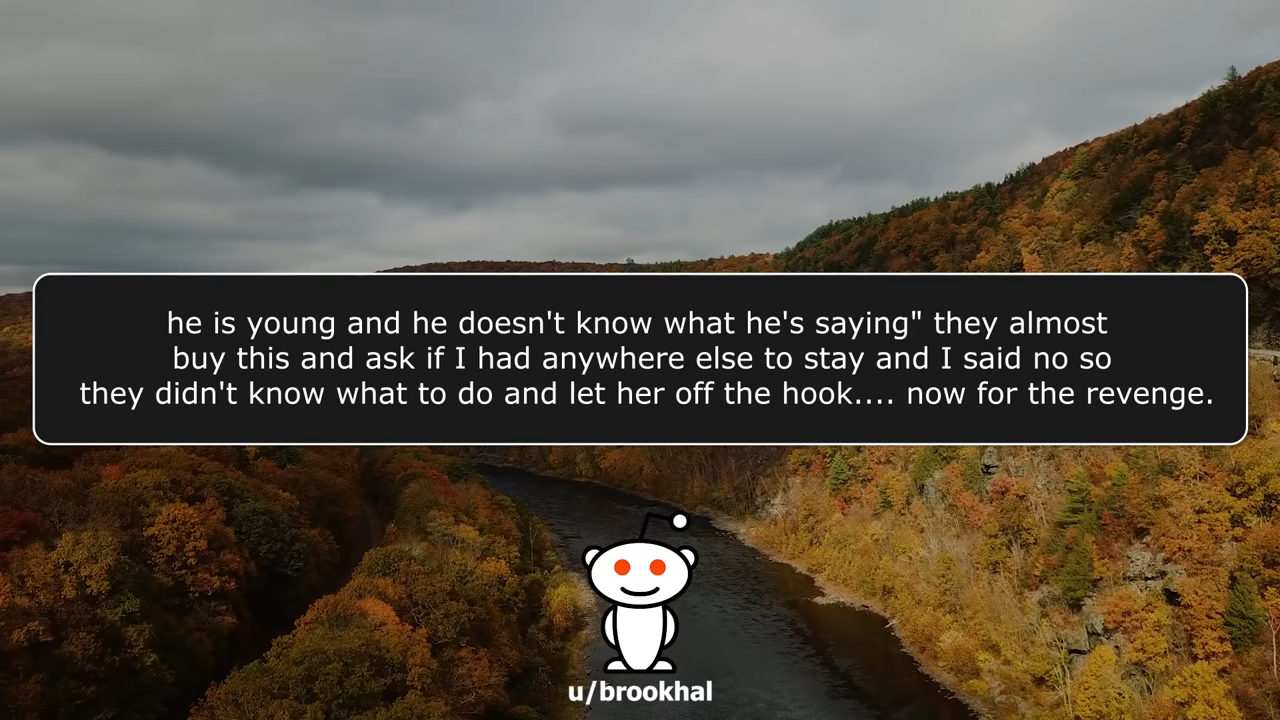 he is young and he doesn't know what he's saying" they almost
buy this and ask if I had anywhere else to stay and I said no so
they didn't know what to do and let her off the hook.... now for the revenge.
u/brookhal